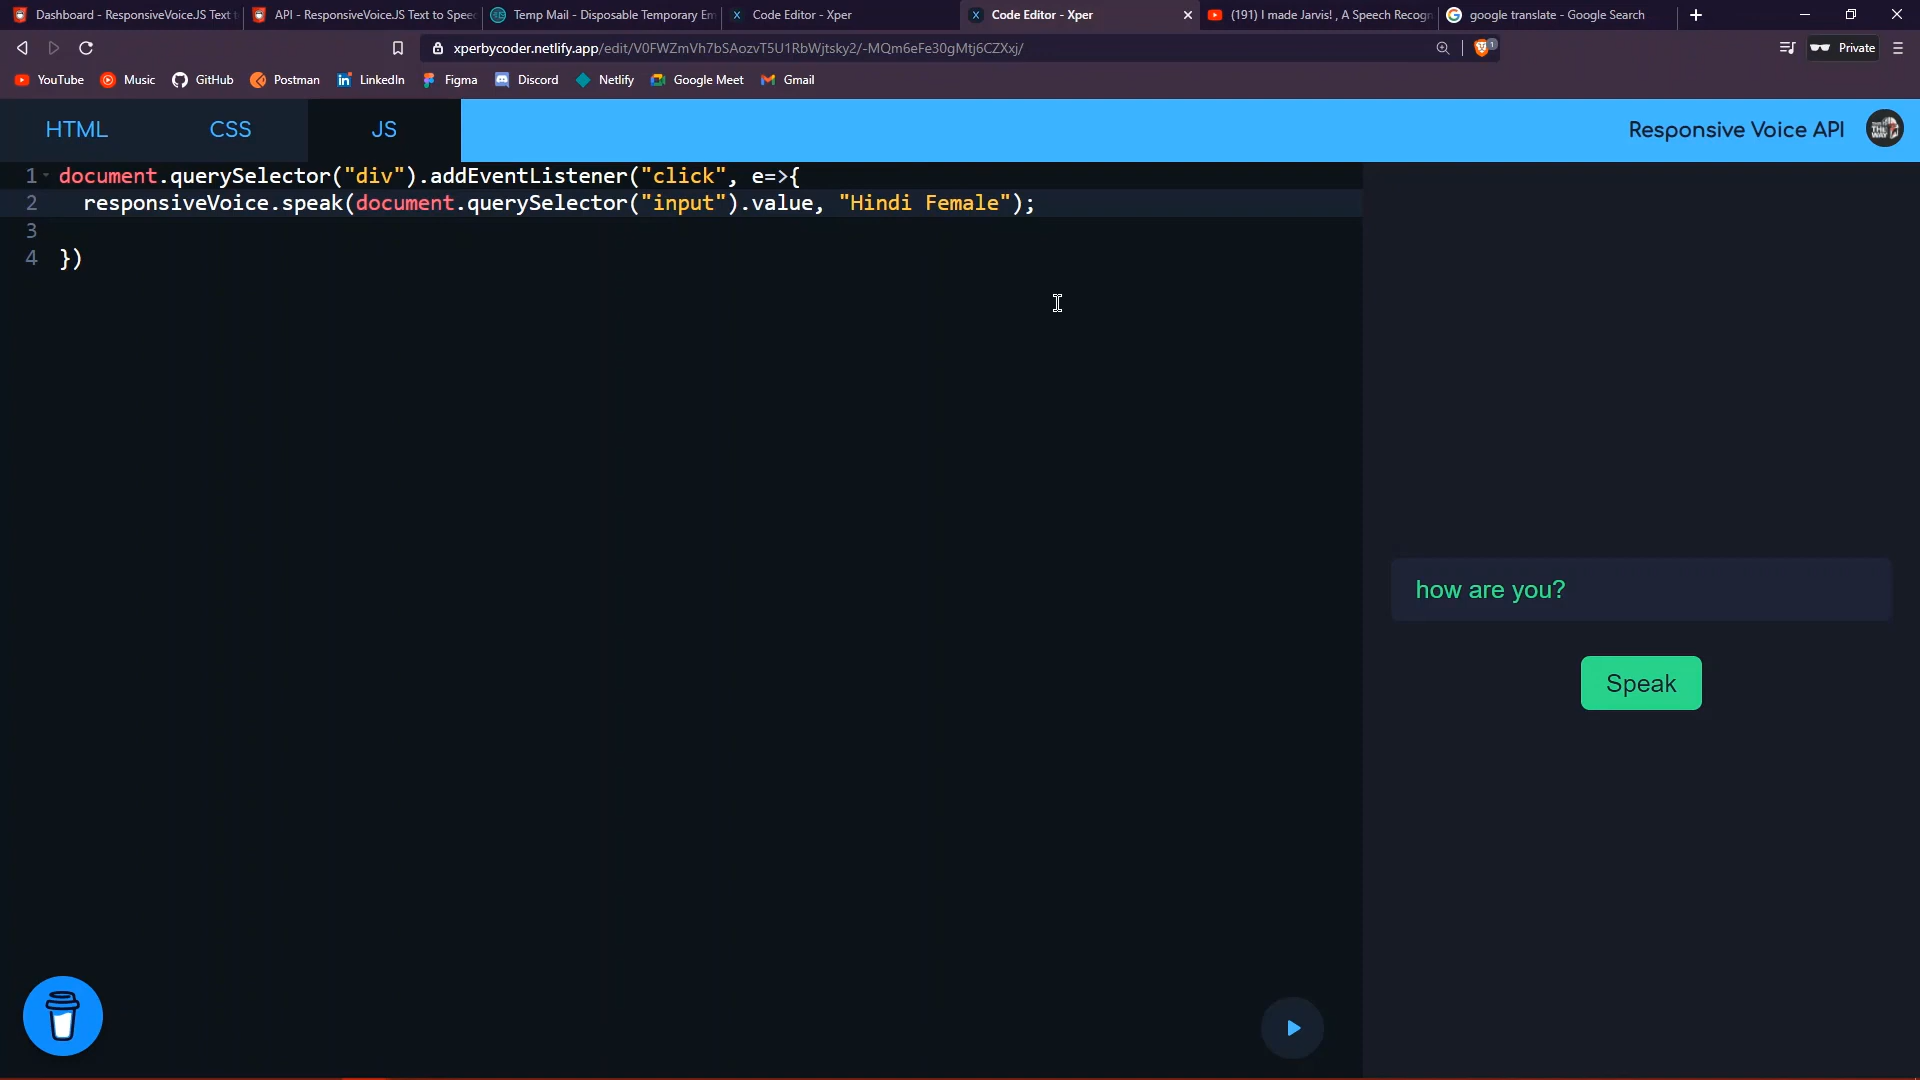 Dashboard - ResponsiveVoiceJS Text t
API - ResponsiveVoiceJS Text to Spee
Temp Mail - Disposable Temporary Em
Code Editor - Xper
Code Editor - Xper
(191) I made Jarvis! , A Speech Recogn
google translate - Google Search
xperbycoder.netlify.app/edit/V0FWZmVh7bSAozvT5U1RbWjtsky2/-MQm6eFe30gMtj6CZXxj/
1
Private
YouTube
Music
GitHub
Postman
LinkedIn
Figma
Discord
Netlify
Google Meet
Gmail
HTML
CSS
JS
Responsive Voice API
1 document.querySelector("div").addEventListener("click", e=>{
2 responsiveVoice.speak(document.querySelector("input").value, "Hindi Female");
3
4 })
how are you?
Speak